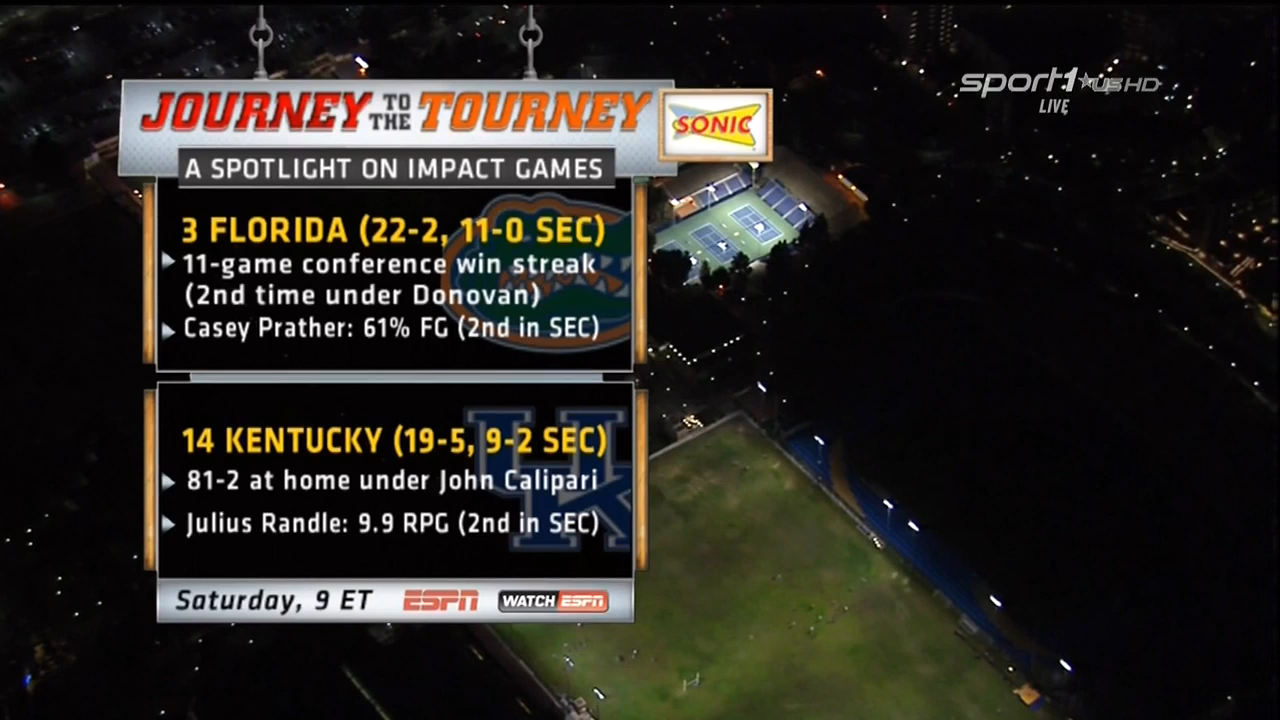 JOURNEY TO THE TOURNEY
SONIC
A SPOTLIGHT ON IMPACT GAMES
3 FLORIDA (22-2, 11-0 SEC)
11-game conference win streak
(2nd time under Donovan)
Casey Prather: 61% FG (2nd in SEC)
14 KENTUCKY (19-5, 9-2 SEC)
UK
81-2 at home under John Calipari
Julius Randle: 9.9 RPG (2nd in SEC)
Saturday, 9 ET ESPN WATCH ESPN
sport1 US HD
LIVE